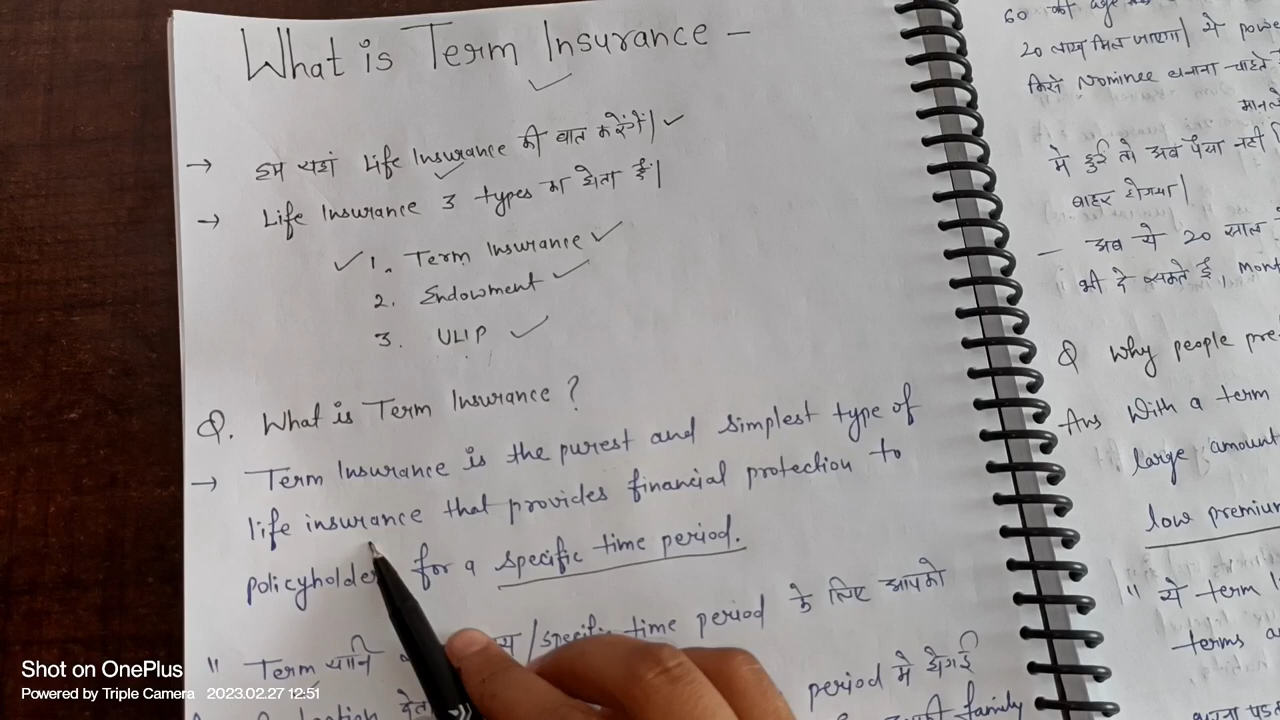 What is Term Insurance -
→ हम यहां Life Insurance की बात करेंगे|
→ Life Insurance 3 types का होता है|
1. Term Insurance
2. Endowment
3. ULIP
Q. What is Term Insurance ?
→ Term Insurance is the purest and simplest type of
life insurance that provides financial protection to
policyholder for a specific time period.
" Term यानि /specific time period के लिए आपको
period मे होगई
family
60 की age
20 लाख मिल जाएगा| ये
किसे Nominee बनाना चाहते
मे हुई तो अब पैसा नही
बाहर होगया|
— अब ये 20 साल
भी दे सकते है,
Q Why people
Ans With a term
large amount
low premium
" ये term
terms
Shot on OnePlus
Powered by Triple Camera 2023.02.27 12:51